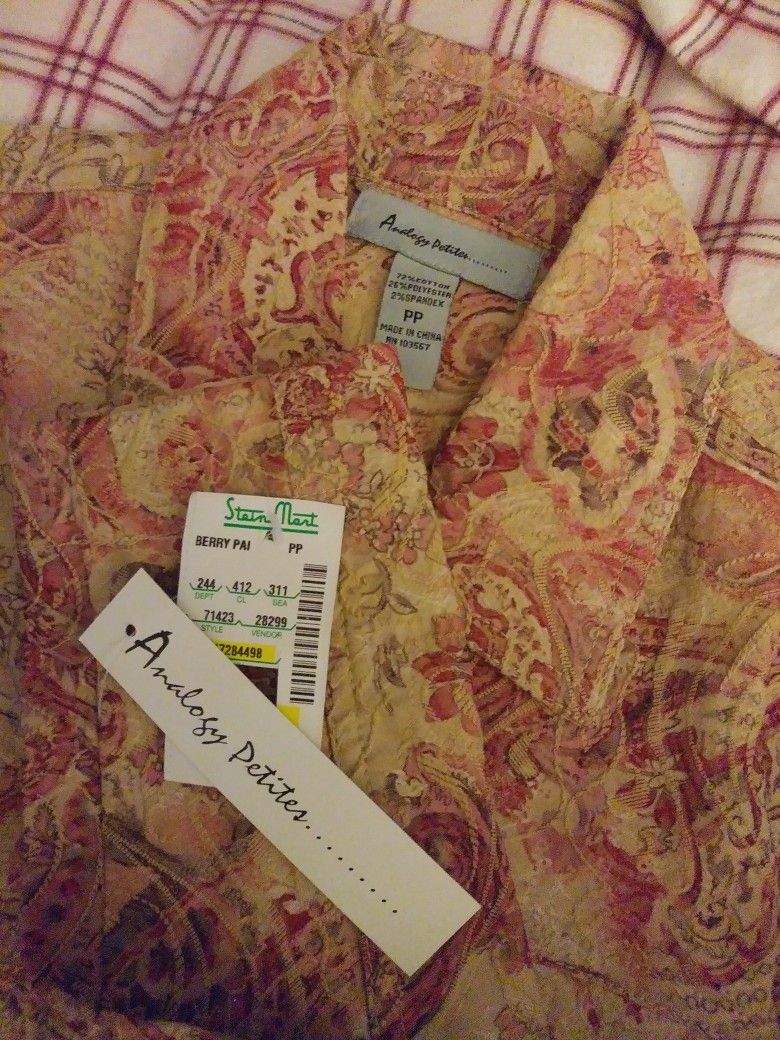 Analogy Petites.........
72%COTTON
26%POLYESTER
2%SPANDEX
PP
MADE IN CHINA
RN 103567
Stein Mart
BERRY PAI PP
244 412 311
DEPT CL SEA
71423 28299
STYLE VENDOR
7284498
Analogy Petites..........